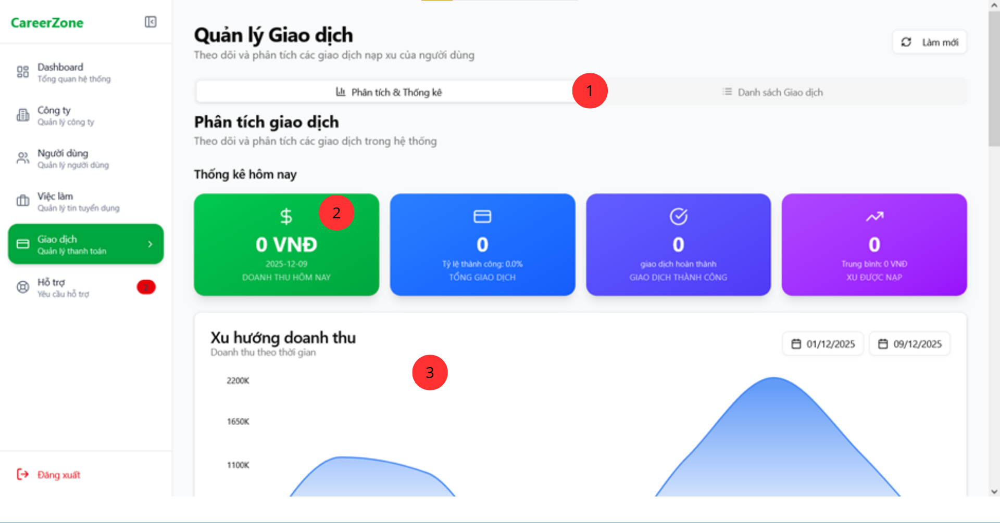 CareerZone
Dashboard
Tổng quan hệ thống
Công ty
Quản lý công ty
Người dùng
Quản lý người dùng
Việc làm
Quản lý tin tuyển dụng
Giao dịch
Quản lý thanh toán
Hỗ trợ
Yêu cầu hỗ trợ
2
Đăng xuất
Quản lý Giao dịch
Theo dõi và phân tích các giao dịch nạp xu của người dùng
Làm mới
Phân tích & Thống kê
1
Danh sách Giao dịch
Phân tích giao dịch
Theo dõi và phân tích các giao dịch trong hệ thống
Thống kê hôm nay
2
0 VNĐ
2025-12-09
DOANH THU HÔM NAY
0
Tỷ lệ thành công: 0.0%
TỔNG GIAO DỊCH
0
giao dịch hoàn thành
GIAO DỊCH THÀNH CÔNG
0
Trung bình: 0 VNĐ
XU ĐƯỢC NẠP
Xu hướng doanh thu
Doanh thu theo thời gian
01/12/2025
09/12/2025
3
2200K
1650K
1100K